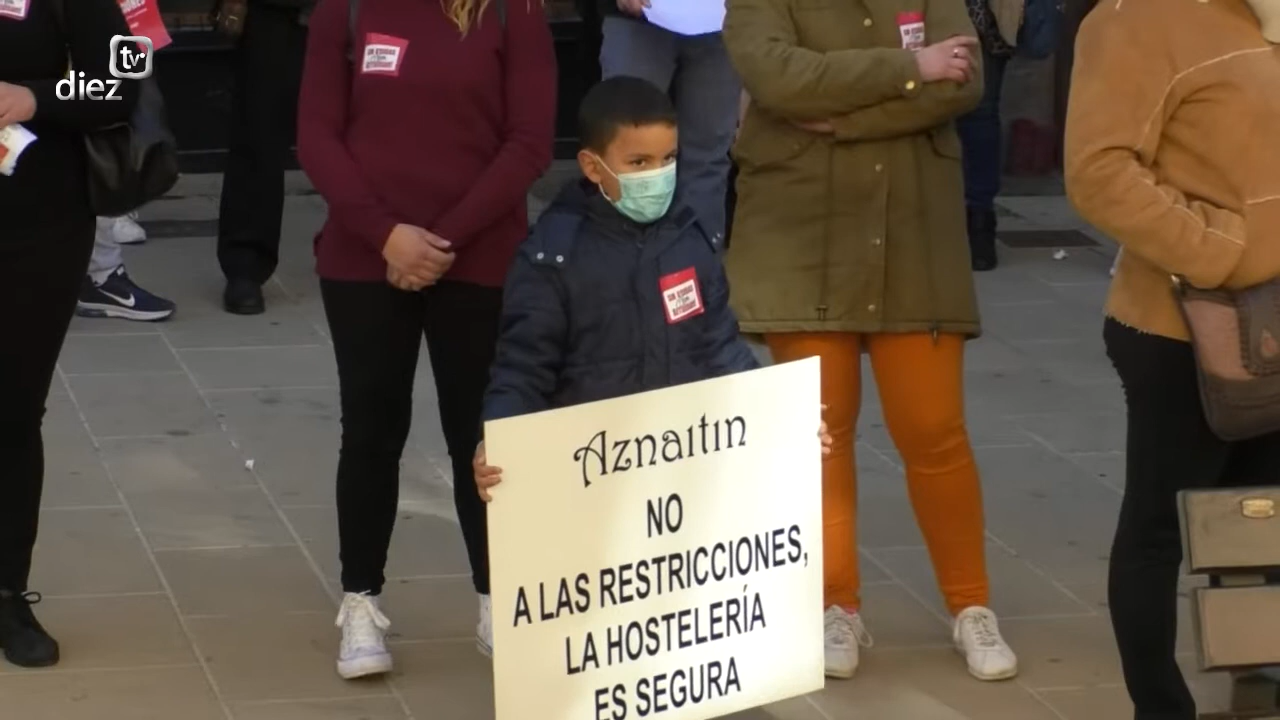 diez tv
Aznaitin
NO
A LAS RESTRICCIONES,
LA HOSTELERÍA
ES SEGURA